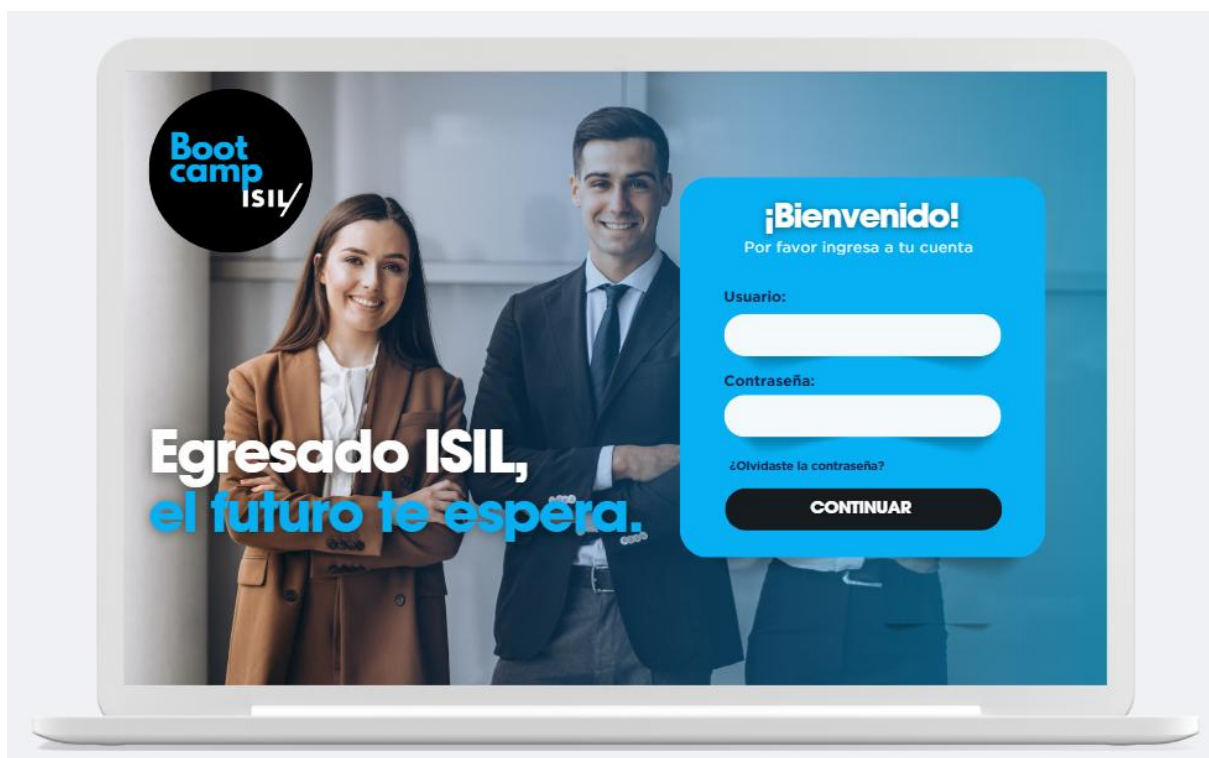 Boot
camp
ISIL
¡Bienvenido!
Por favor ingresa a tu cuenta
Usuario:
Contraseña:
¿Olvidaste la contraseña?
CONTINUAR
Egresado ISIL,
el futuro te espera.